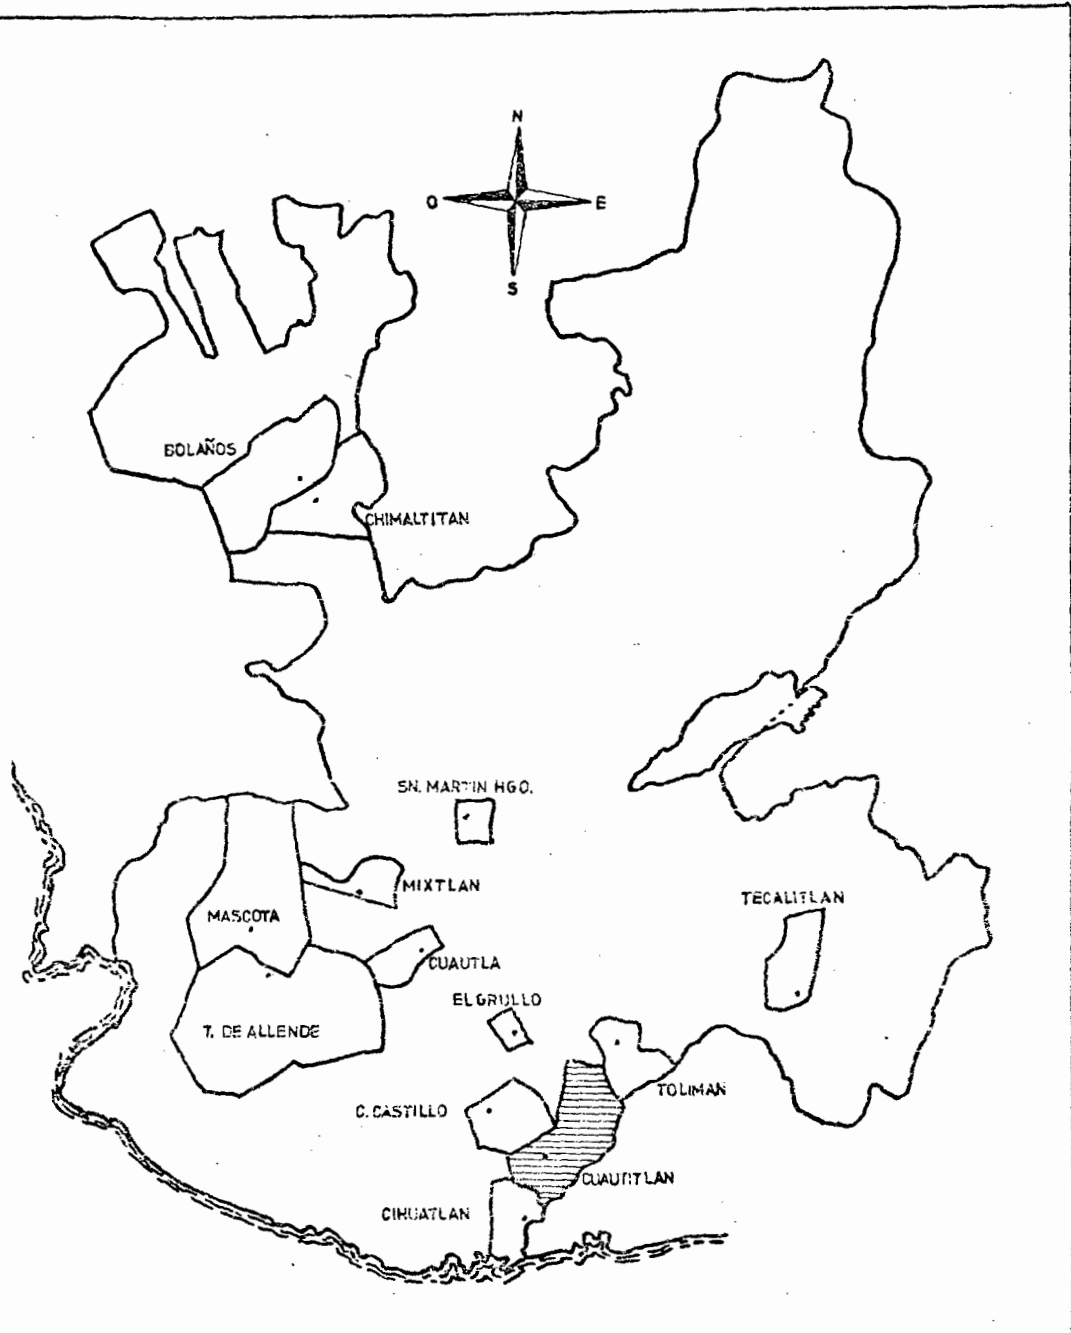 N
O
E
S
BOLAÑOS
CHIMALTITAN
SN. MARTIN HGO.
MIXTLAN
TECALITLAN
MASCOTA
CUAUTLA
EL GRULLO
T. DE ALLENDE
TOLIMAN
C. CASTILLO
CUAUTITLAN
CIHUATLAN